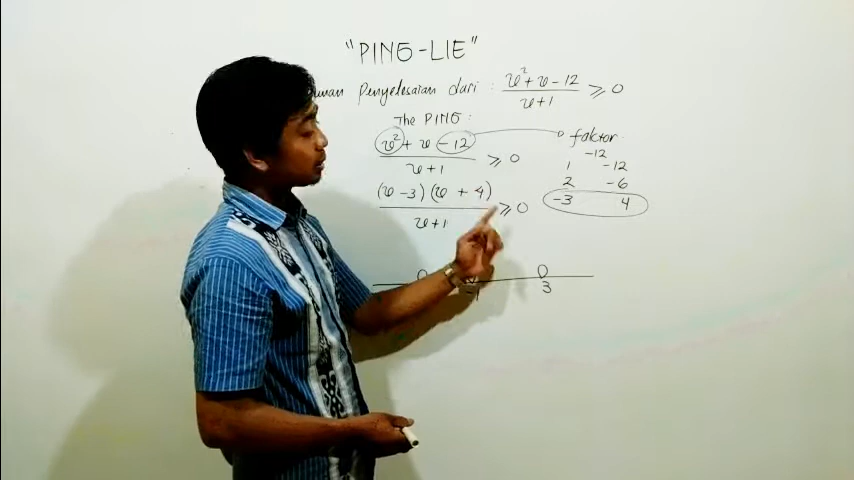 "PING-LIE"
Penyelesaian dari : v² + v - 12 / v + 1 ≥ 0
The PING :
v² + v - 12 / v + 1 ≥ 0
faktor
-12
1 -12
2 -6
-3 4
(v - 3) (v + 4) / v + 1 ≥ 0
-1 3